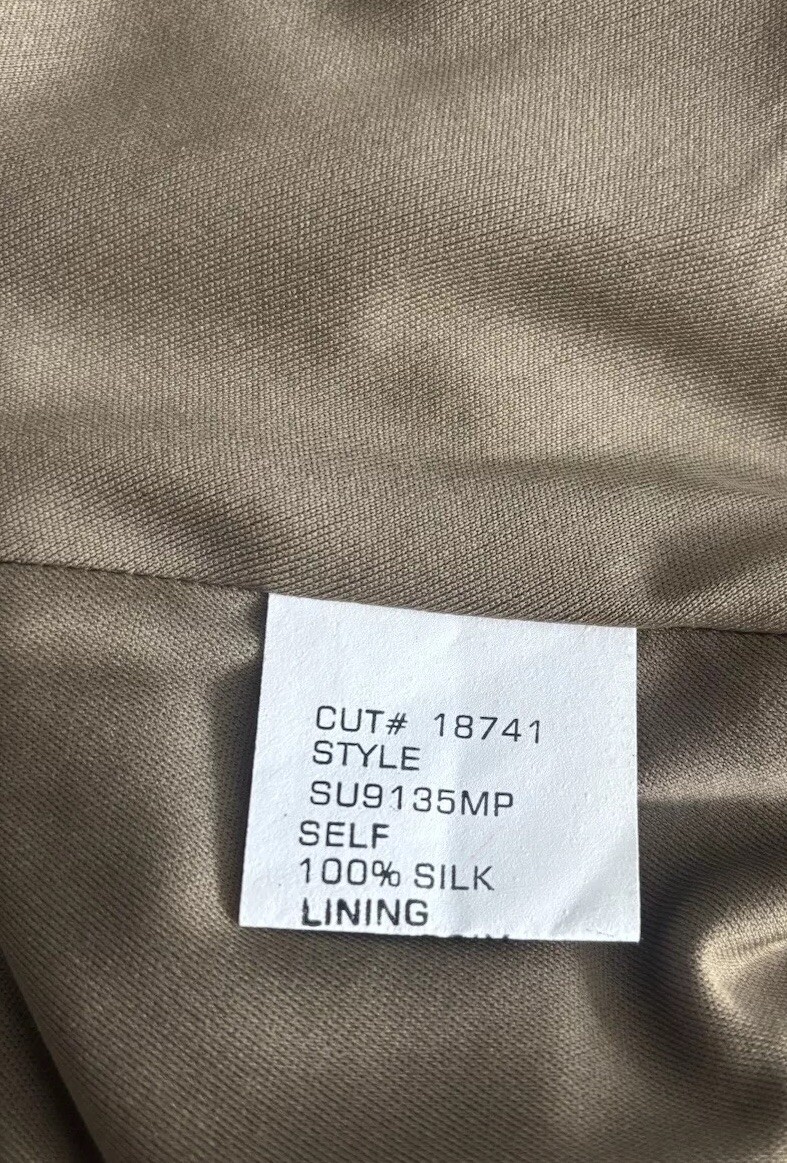 CUT# 18741
STYLE
SU9135MP
SELF
100% SILK
LINING